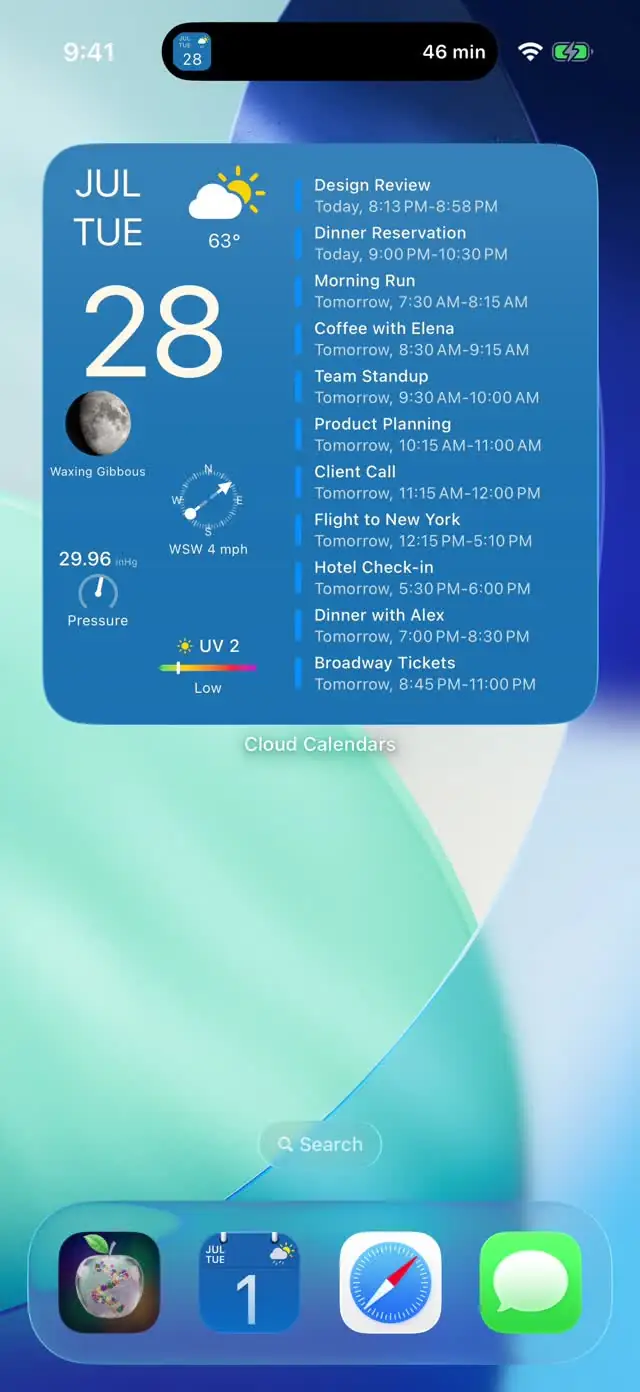 9:41
JUL
TUE
28
46 min
JUL
TUE
63°
28
Waxing Gibbous
N
W
E
S
WSW 4 mph
29.96 inHg
Pressure
UV 2
Low
Design Review
Today, 8:13 PM-8:58 PM
Dinner Reservation
Today, 9:00 PM-10:30 PM
Morning Run
Tomorrow, 7:30 AM-8:15 AM
Coffee with Elena
Tomorrow, 8:30 AM-9:15 AM
Team Standup
Tomorrow, 9:30 AM-10:00 AM
Product Planning
Tomorrow, 10:15 AM-11:00 AM
Client Call
Tomorrow, 11:15 AM-12:00 PM
Flight to New York
Tomorrow, 12:15 PM-5:10 PM
Hotel Check-in
Tomorrow, 5:30 PM-6:00 PM
Dinner with Alex
Tomorrow, 7:00 PM-8:30 PM
Broadway Tickets
Tomorrow, 8:45 PM-11:00 PM
Cloud Calendars
Search
JUL
TUE
1